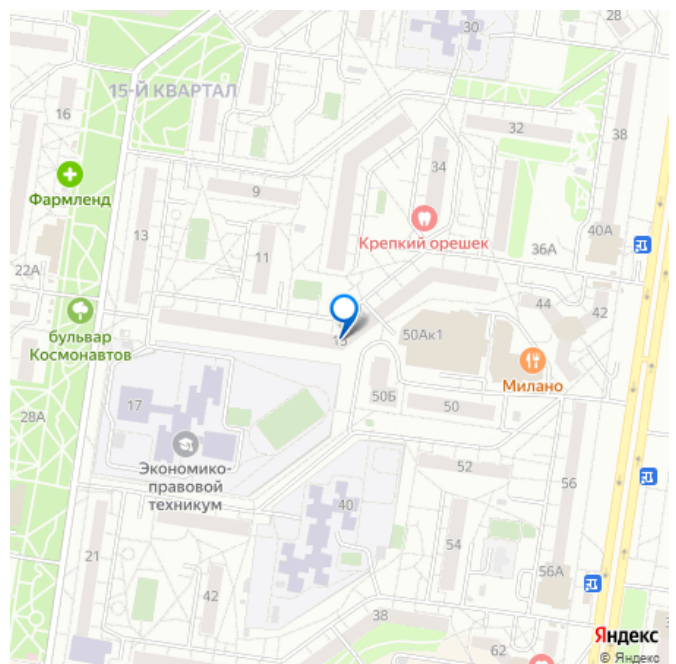 28
30
15-Й КВАРТАЛ
16
32
38
34
Фармленд
9
Крепкий орешек
13
11
36А
40А
22А
44
42
бульвар
Космонавтов
50Ак1
15
Милано
50Б
50
17
28А
Экономико-
правовой
техникум
52
56
40
54
21
42
56А
38
62
Яндекс
© Яндекс